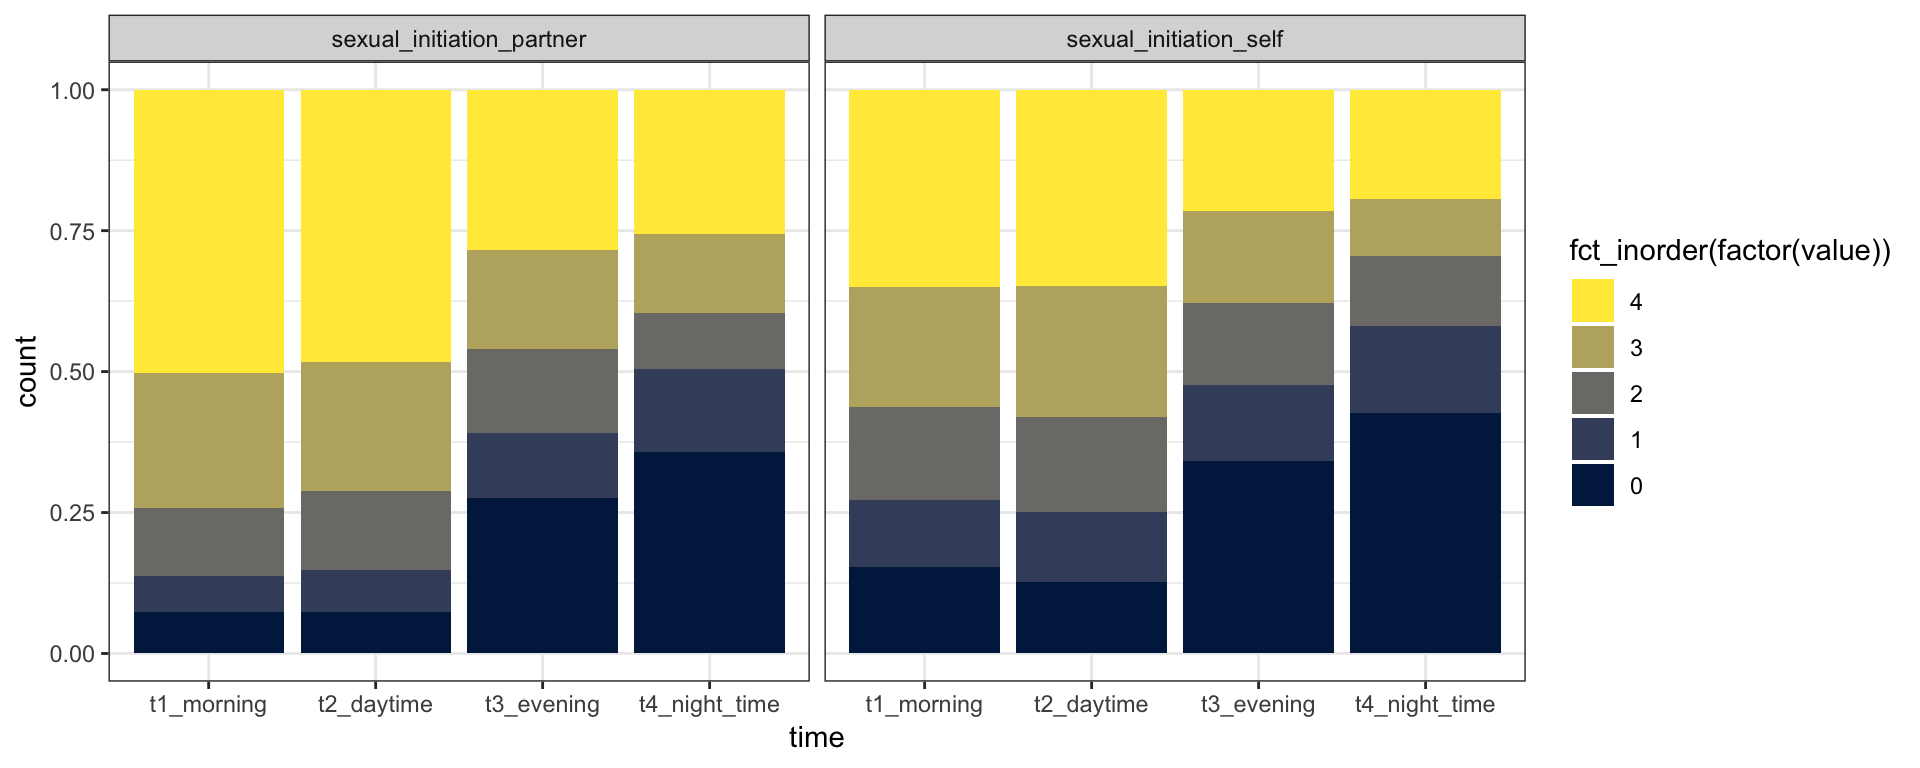 sexual_initiation_partner
sexual_initiation_self
1.00
0.75
0.50
0.25
0.00
count
t1_morning
t2_daytime
t3_evening
t4_night_time
t1_morning
t2_daytime
t3_evening
t4_night_time
time
fct_inorder(factor(value))
4
3
2
1
0